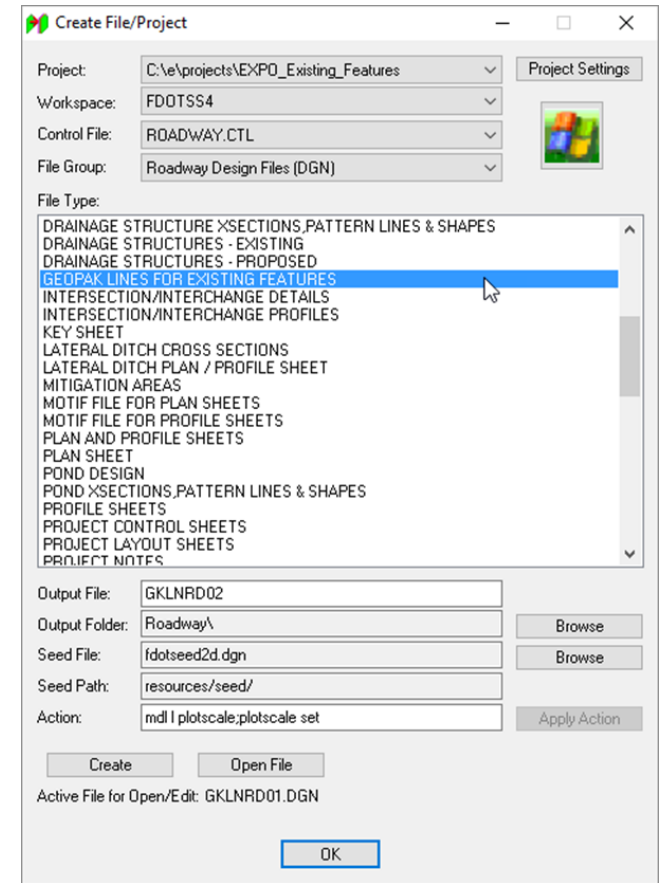 Create File/Project
Project: C:\e\projects\EXPO_Existing_Features Project Settings
Workspace: FDOTSS4
Control File: ROADWAY.CTL
File Group: Roadway Design Files (DGN)
File Type:
DRAINAGE STRUCTURE XSECTIONS,PATTERN LINES & SHAPES
DRAINAGE STRUCTURES - EXISTING
DRAINAGE STRUCTURES - PROPOSED
GEOPAK LINES FOR EXISTING FEATURES
INTERSECTION/INTERCHANGE DETAILS
INTERSECTION/INTERCHANGE PROFILES
KEY SHEET
LATERAL DITCH CROSS SECTIONS
LATERAL DITCH PLAN / PROFILE SHEET
MITIGATION AREAS
MOTIF FILE FOR PLAN SHEETS
MOTIF FILE FOR PROFILE SHEETS
PLAN AND PROFILE SHEETS
PLAN SHEET
POND DESIGN
POND XSECTIONS,PATTERN LINES & SHAPES
PROFILE SHEETS
PROJECT CONTROL SHEETS
PROJECT LAYOUT SHEETS
PROJECT NOTES
Output File: GKLNRD02
Output Folder: Roadway\ Browse
Seed File: fdotseed2d.dgn Browse
Seed Path: resources/seed/
Action: mdl l plotscale;plotscale set Apply Action
Create Open File
Active File for Open/Edit: GKLNRD01.DGN
OK